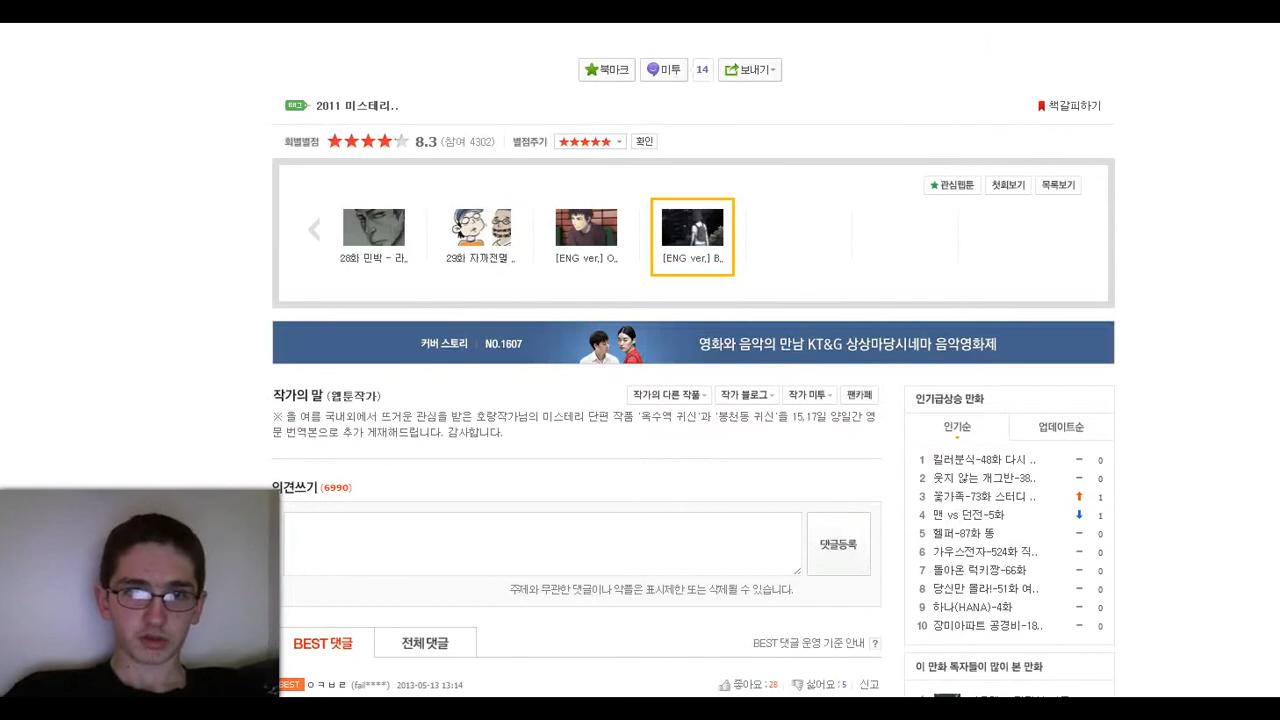 북마크 미투 14 보내기
태그 2011 미스테리..
책갈피하기
회별별점 8.3 (참여 4302) 별점주기 확인
관심웹툰 첫회보기 목록보기
28화 민박 - 라..
29화 자까전멸 ..
[ENG ver.] O..
[ENG ver.] B..
커버 스토리 NO.1607 영화와 음악의 만남 KT&G 상상마당시네마 음악영화제
작가의 말 (웹툰작가) 작가의 다른 작품 작가 블로그 작가 미투 팬카페
※ 올 여름 국내외에서 뜨거운 관심을 받은 호랑작가님의 미스테리 단편 작품 '옥수역 귀신'과 '봉천동 귀신'을 15,17일 양일간 영
문 번역본으로 추가 게재해드립니다. 감사합니다.
의견쓰기 (6990)
댓글등록
주제와 무관한 댓글이나 악플은 표시제한 또는 삭제될 수 있습니다.
BEST 댓글 전체 댓글 BEST 댓글 운영 기준 안내 ?
BEST ㅇㅋㅂㄹ (fail****) 2013-05-13 13:14 좋아요 : 28 싫어요 : 5 신고
인기급상승 만화
인기순 업데이트순
1 킬러분식-48화 다시 .. 0
2 웃지 않는 개그반-38.. 0
3 꽃가족-73화 스터디 .. 1
4 맨 vs 던전-5화 1
5 헬퍼-87화 똥 0
6 가우스전자-524화 직.. 0
7 돌아온 럭키짱-66화 0
8 당신만 몰라!-51화 여.. 0
9 하나(HANA)-4화 0
10 장미아파트 공경비-18.. 0
이 만화 독자들이 많이 본 만화